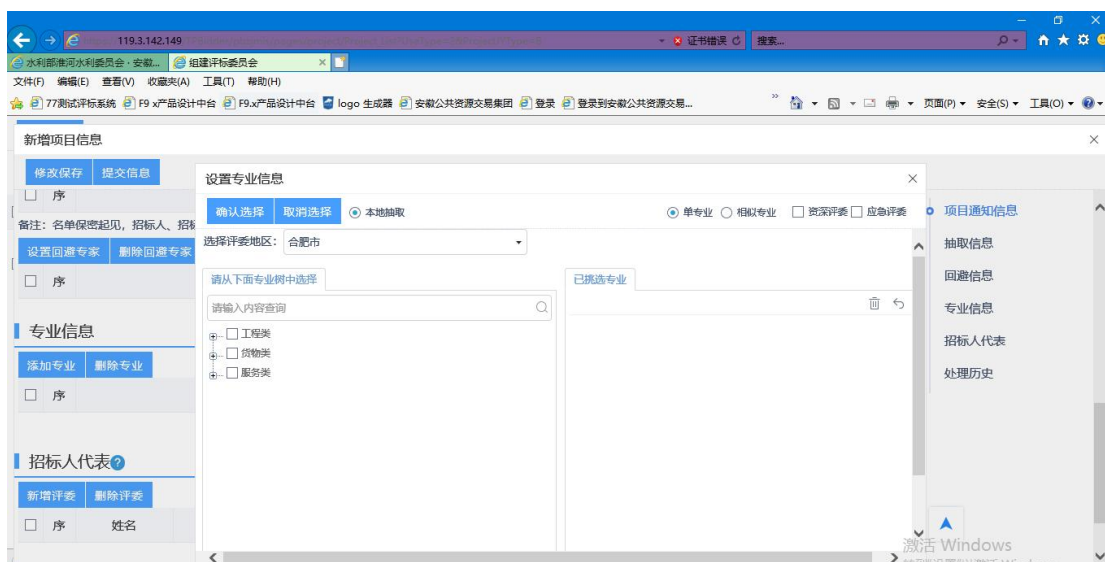 119.3.142.149
证书错误
搜索...
水利部淮河水利委员会 · 安徽...
组建评标委员会
文件(F) 编辑(E) 查看(V) 收藏夹(A) 工具(T) 帮助(H)
77测试评标系统 F9 x产品设计中台 F9.x产品设计中台 logo 生成器 安徽公共资源交易集团 登录 登录到安徽公共资源交易... 页面(P) 安全(S) 工具(O)
新增项目信息
修改保存 提交信息
设置专业信息
序
确认选择 取消选择 本地抽取 单专业 相似专业 资深评委 应急评委
项目通知信息
备注：名单保密起见，招标人、招标
选择评委地区： 合肥市
抽取信息
设置回避专家 删除回避专家
请从下面专业树中选择 已挑选专业
回避信息
序
请输入内容查询
专业信息
专业信息
工程类
招标人代表
货物类
添加专业 删除专业
服务类
处理历史
序
招标人代表
新增评委 删除评委
序 姓名
激活 Windows